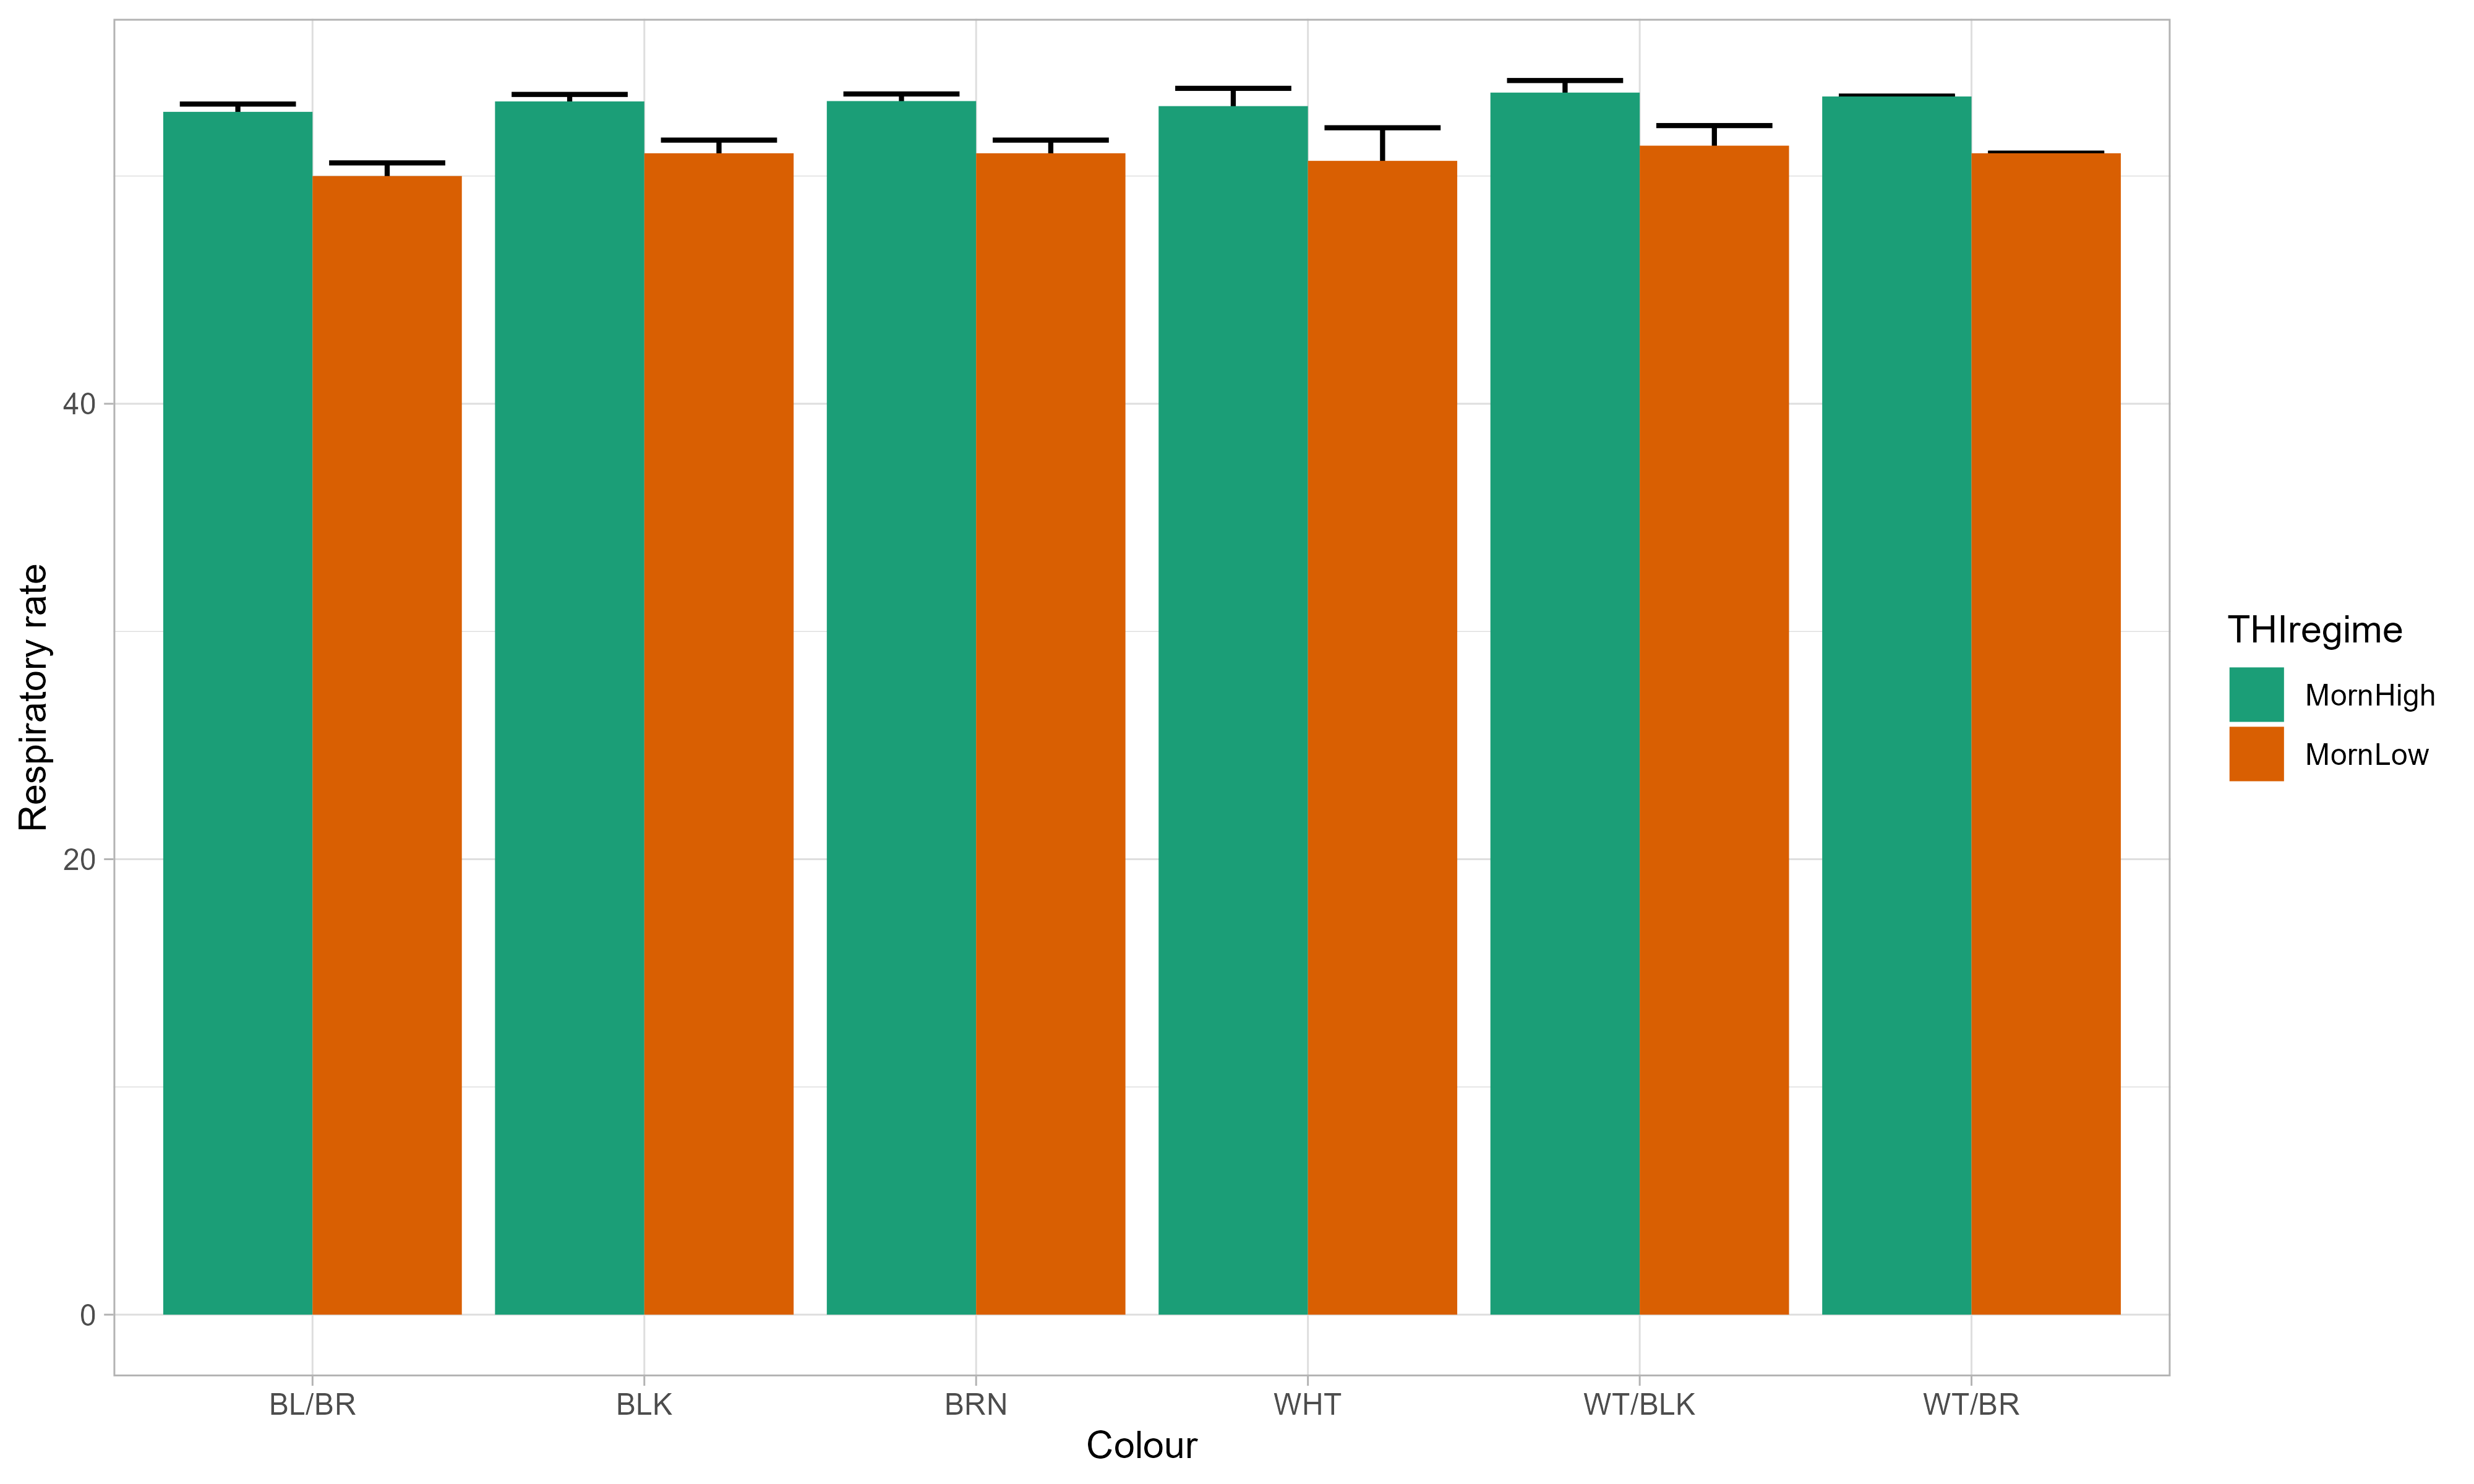 Respiratory rate
40
20
0
BL/BR BLK BRN WHT WT/BLK WT/BR
Colour
THIregime
MornHigh
MornLow